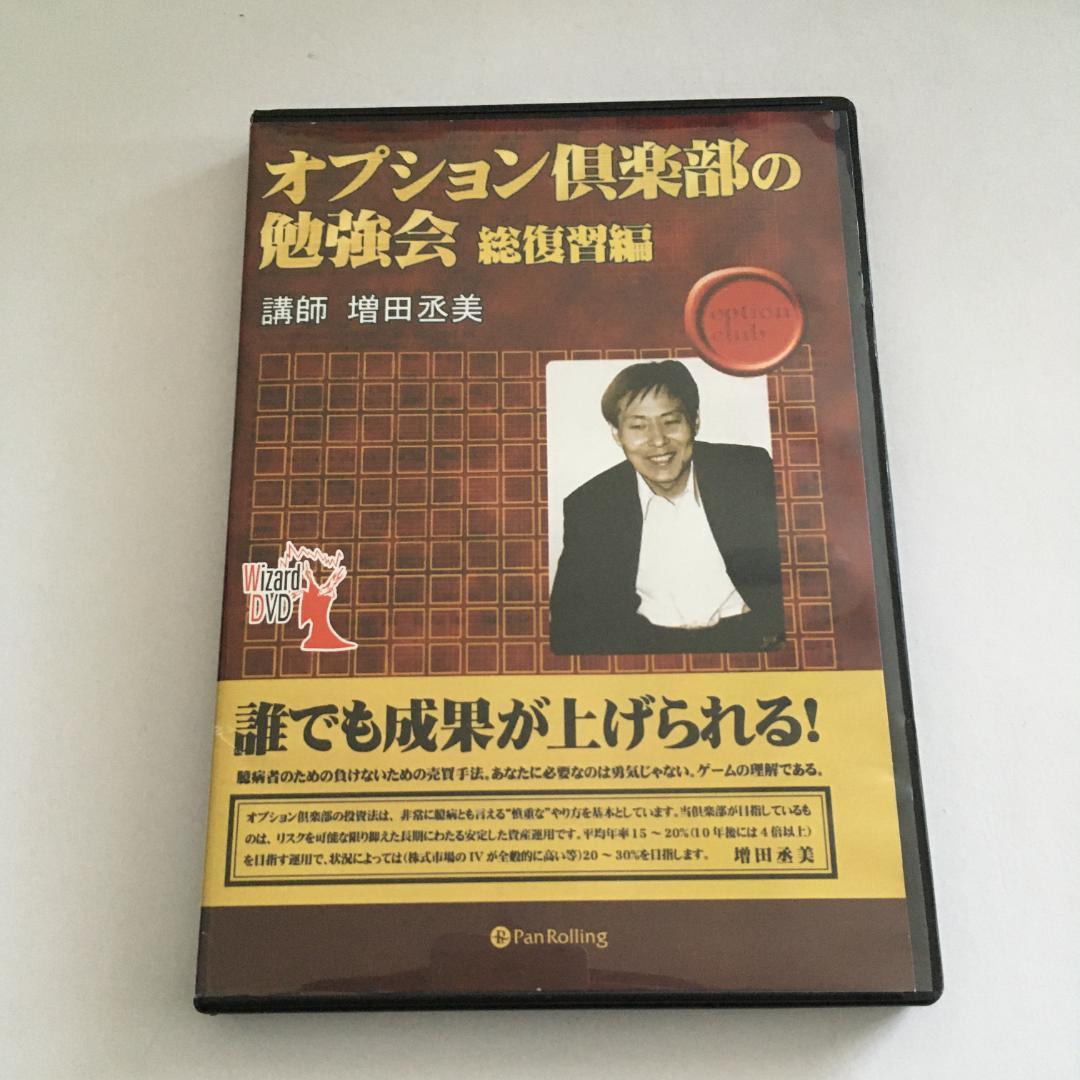 オプション倶楽部の
勉強会 総復習編
講師 増田丞美
option
club
Wizard
DVD
誰でも成果が上げられる!
臆病者のための負けないための売買手法。あなたに必要なのは勇気じゃない。ゲームの理解である。
オプション倶楽部の投資法は、非常に臆病とも言える“慎重な”やり方を基本としています。当倶楽部が目指しているも
のは、リスクを可能な限り抑えた長期にわたる安定した資産運用です。平均年率15～20%(10年後には4倍以上)
を目指す運用で、状況によっては(株式市場のIVが全般的に高い等)20～30%を目指します。 増田丞美
PanRolling